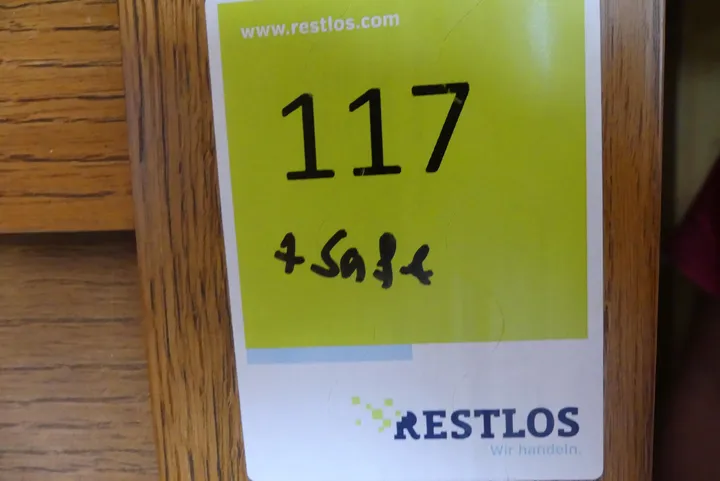 www.restlos.com
117
+ Safe
RESTLOS
Wir handeln.